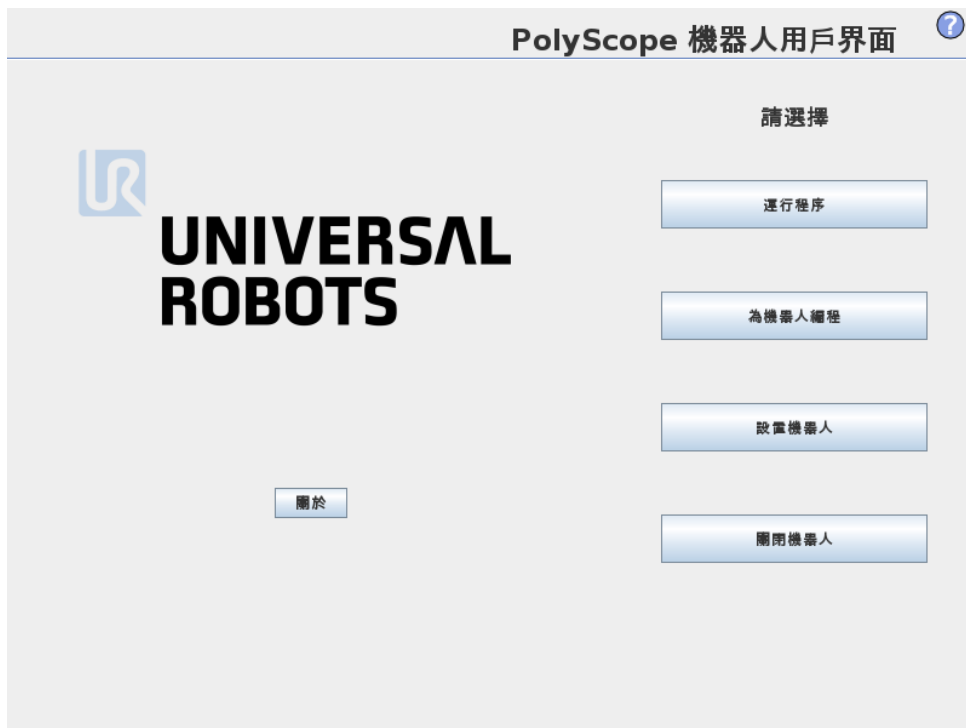 PolyScope 機器人用戶界面
?
請選擇
UR
UNIVERSAL
ROBOTS
運行程序
為機器人編程
設置機器人
關於
關閉機器人